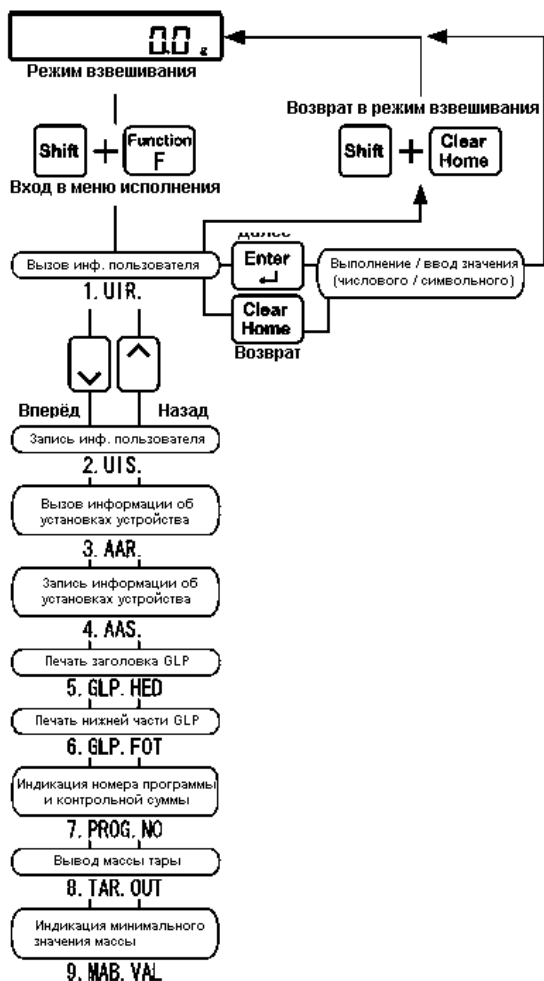 0.0 g
Режим взвешивания
Shift + Function F
Вход в меню исполнения
Возврат в режим взвешивания
Shift + Clear Home
Далее
Вызов инф. пользователя
1. UIR.
Enter
Clear
Home
Возврат
Выполнение / ввод значения
(числового / символьного)
Вперёд
Назад
Запись инф. пользователя
2. UIS.
Вызов информации об
установках устройства
3. AAR.
Запись информации об
установках устройства
4. AAS.
Печать заголовка GLP
5. GLP. HED
Печать нижней части GLP
6. GLP. FOT
Индикация номера программы
и контрольной суммы
7. PROG. NO
Вывод массы тары
8. TAR. OUT
Индикация минимального
значения массы
9. MAB. VAL